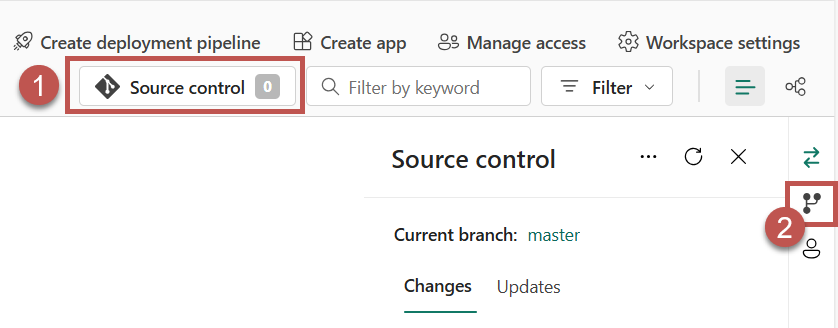 Create deployment pipeline Create app Manage access Workspace settings
1 Source control 0 Filter by keyword Filter
Source control
2
Current branch: master
Changes Updates